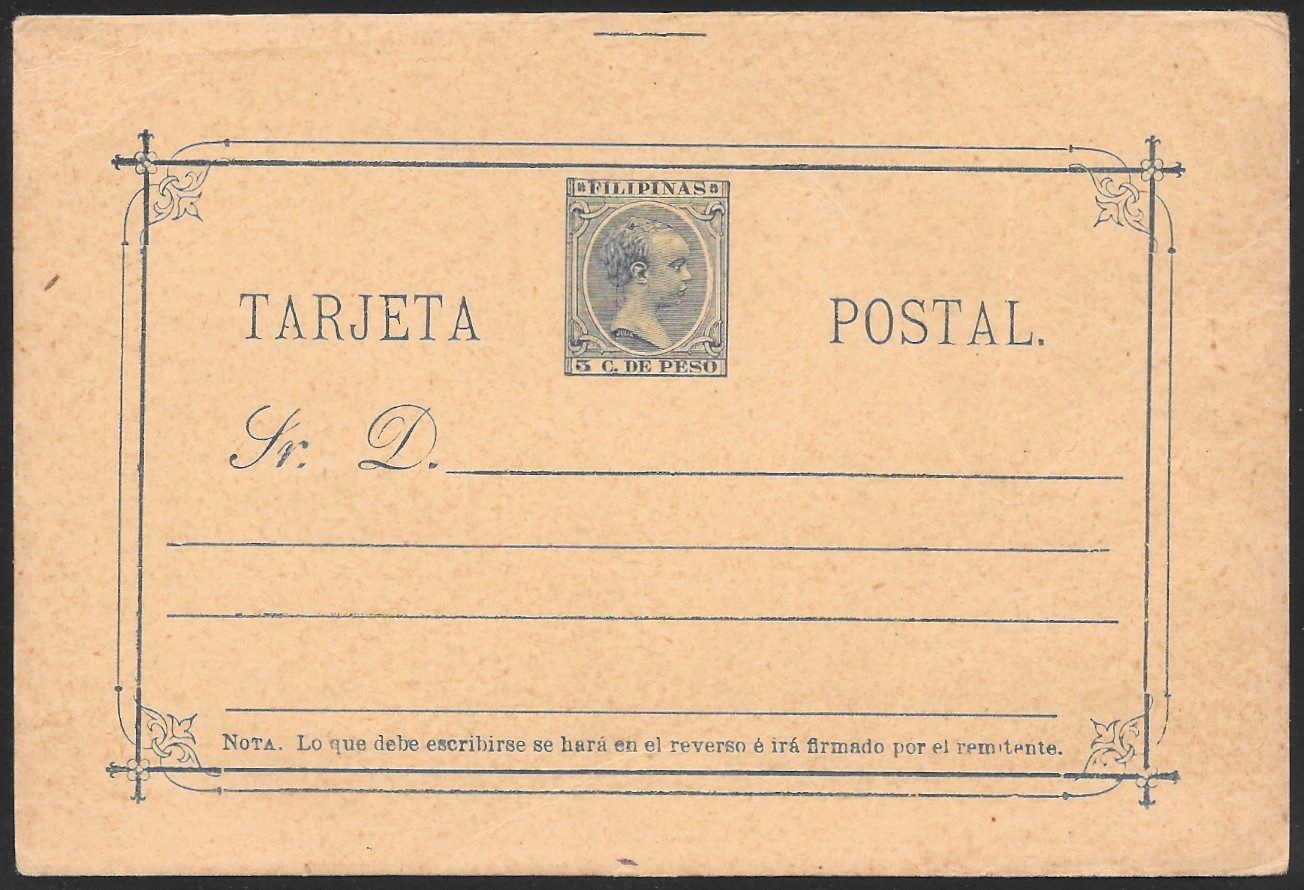 FILIPINAS
TARJETA POSTAL.
3 C. DE PESO
Sr. D.
NOTA. Lo que debe escribirse se hará en el reverso é irá firmado por el remitente.